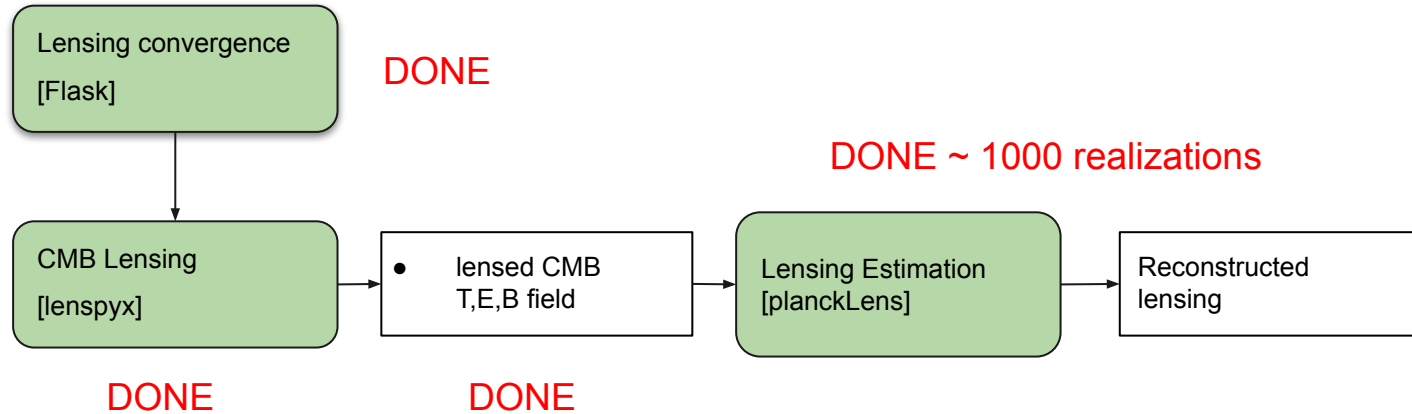 Lensing convergence
[Flask]
DONE
DONE ~ 1000 realizations
CMB Lensing
[lenspyx]
● lensed CMB
T,E,B field
Lensing Estimation
[planckLens]
Reconstructed
lensing
DONE
DONE